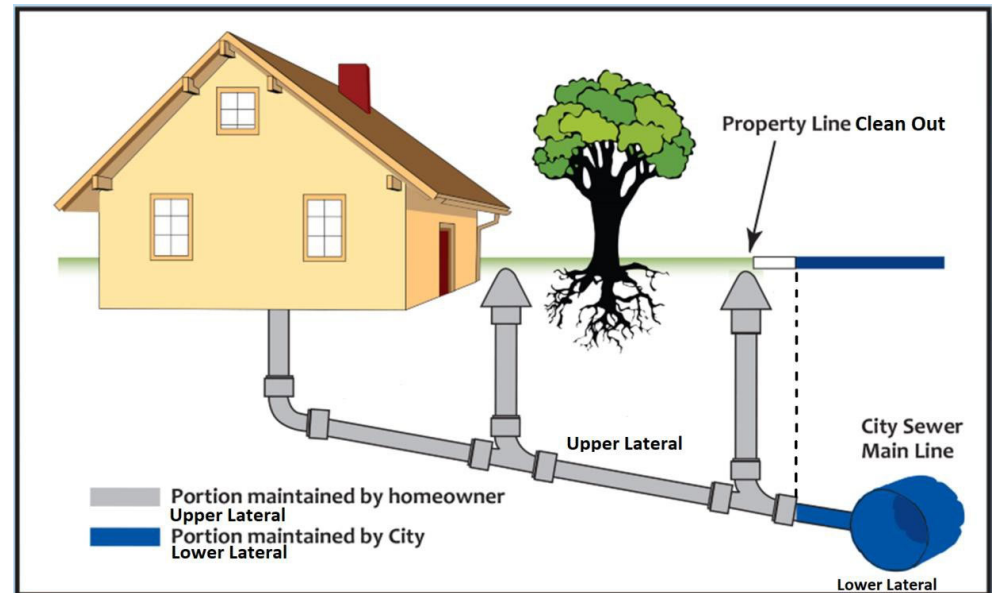 Property Line Clean Out
Upper Lateral
City Sewer
Main Line
Portion maintained by homeowner
Upper Lateral
Portion maintained by City
Lower Lateral
Lower Lateral